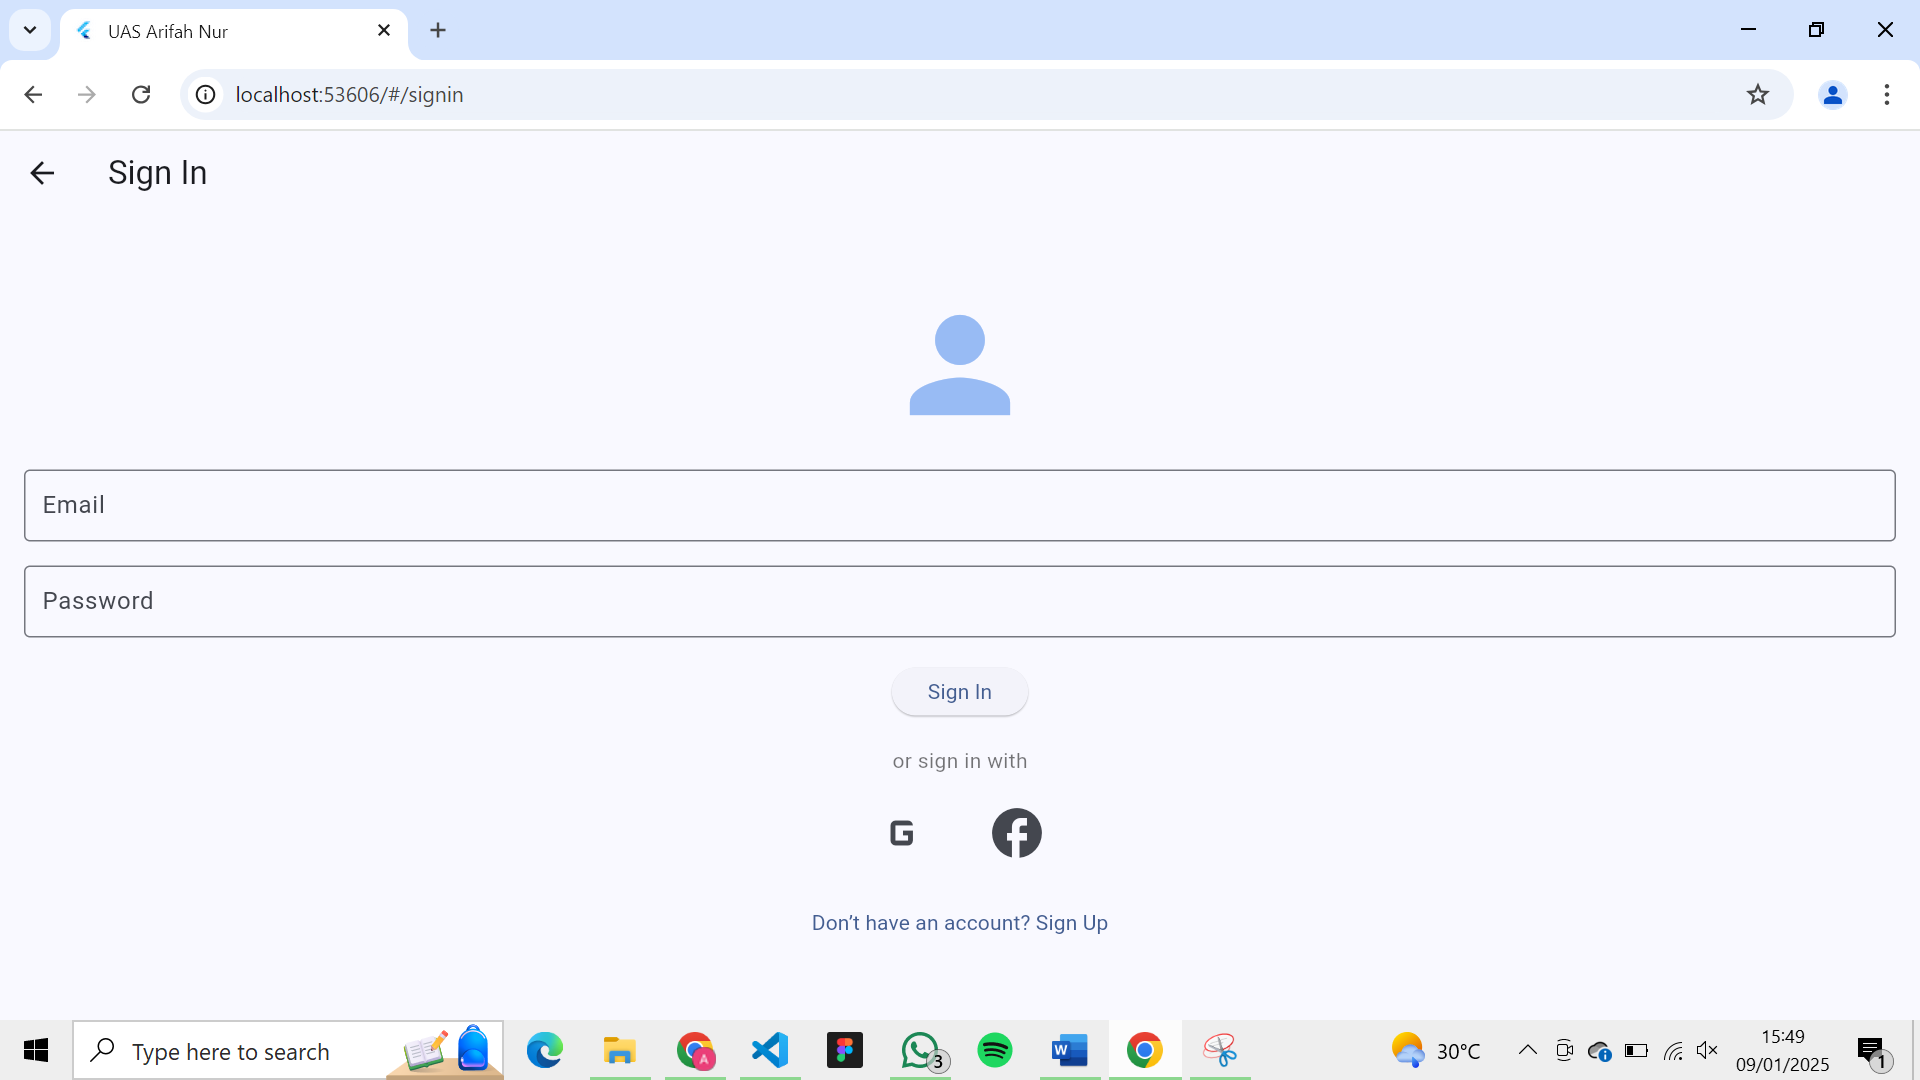 UAS Arifah Nur
localhost:53606/#/signin
Sign In
Email
Password
Sign In
or sign in with
G
Don’t have an account? Sign Up
Type here to search
A
3
W
30°C
15:49
09/01/2025
1